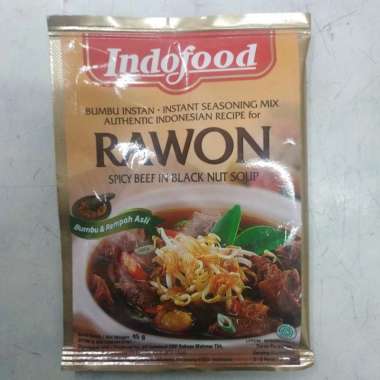 Indofood
BUMBU INSTAN - INSTANT SEASONING MIX
AUTHENTIC INDONESIAN RECIPE for
RAWON
SPICY BEEF IN BLACK NUT SOUP
Bumbu & Rempah Asli
45 g